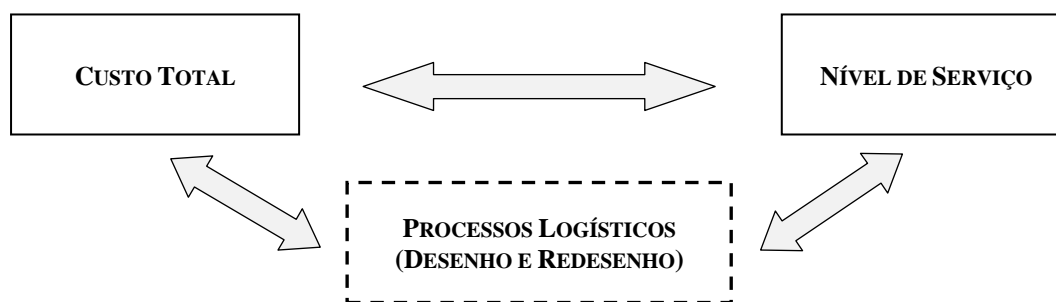 CUSTO TOTAL
NÍVEL DE SERVIÇO
PROCESSOS LOGÍSTICOS
(DESENHO E REDESENHO)